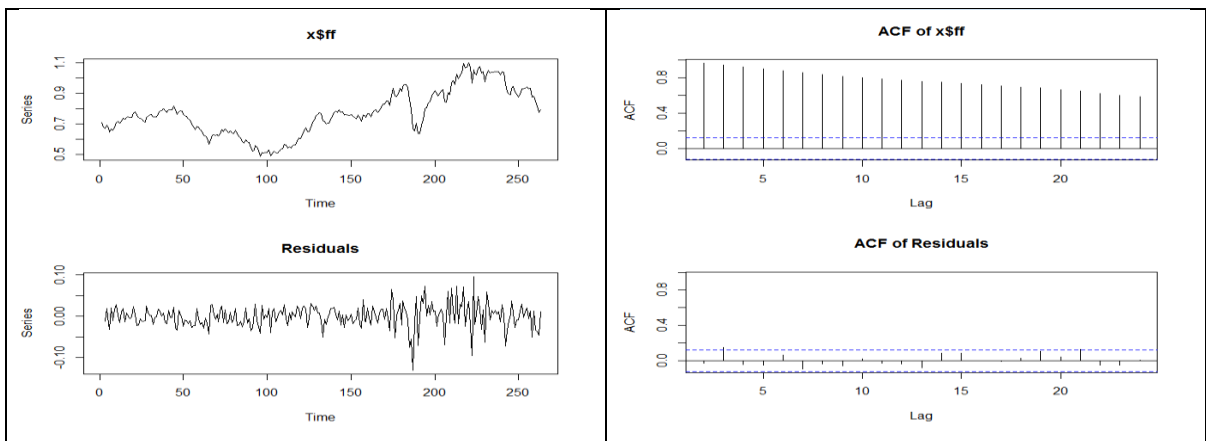 x$ff
Series
0.5 0.7 0.9 1.1
0 50 100 150 200 250
Time
Residuals
Series
-0.10 0.00 0.10
0 50 100 150 200 250
Time
ACF of x$ff
ACF
0.0 0.4 0.8
5 10 15 20
Lag
ACF of Residuals
ACF
0.0 0.4 0.8
5 10 15 20
Lag